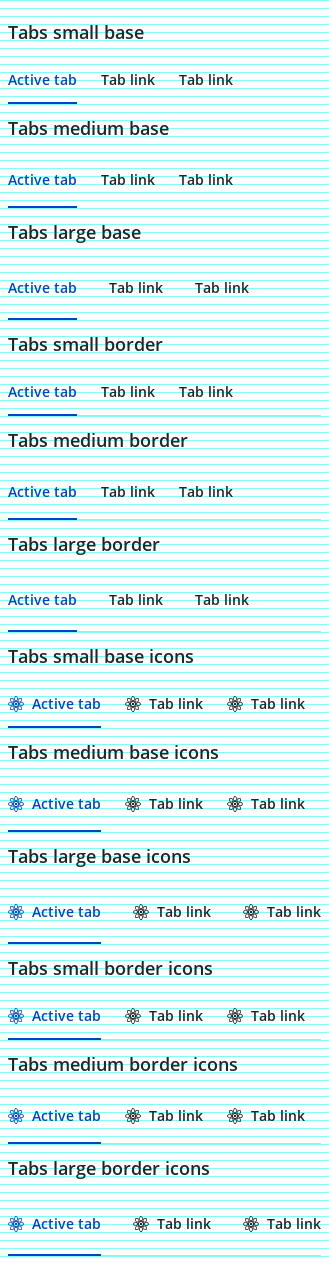 Tabs small base
Active tab Tab link Tab link
Tabs medium base
Active tab Tab link Tab link
Tabs large base
Active tab Tab link Tab link
Tabs small border
Active tab Tab link Tab link
Tabs medium border
Active tab Tab link Tab link
Tabs large border
Active tab Tab link Tab link
Tabs small base icons
Active tab Tab link Tab link
Tabs medium base icons
Active tab Tab link Tab link
Tabs large base icons
Active tab Tab link Tab link
Tabs small border icons
Active tab Tab link Tab link
Tabs medium border icons
Active tab Tab link Tab link
Tabs large border icons
Active tab Tab link Tab link